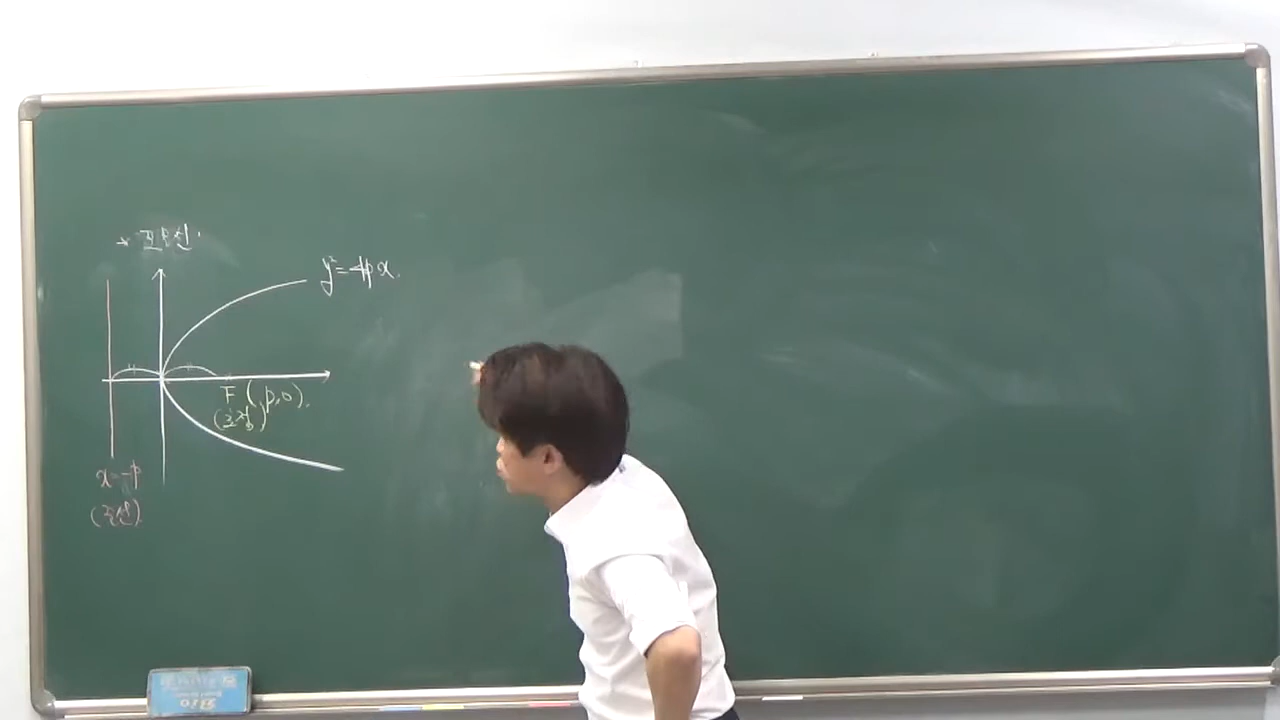 * 포물선.
y²=4px.
F (p,0).
(초점)
x=-p
(준선).